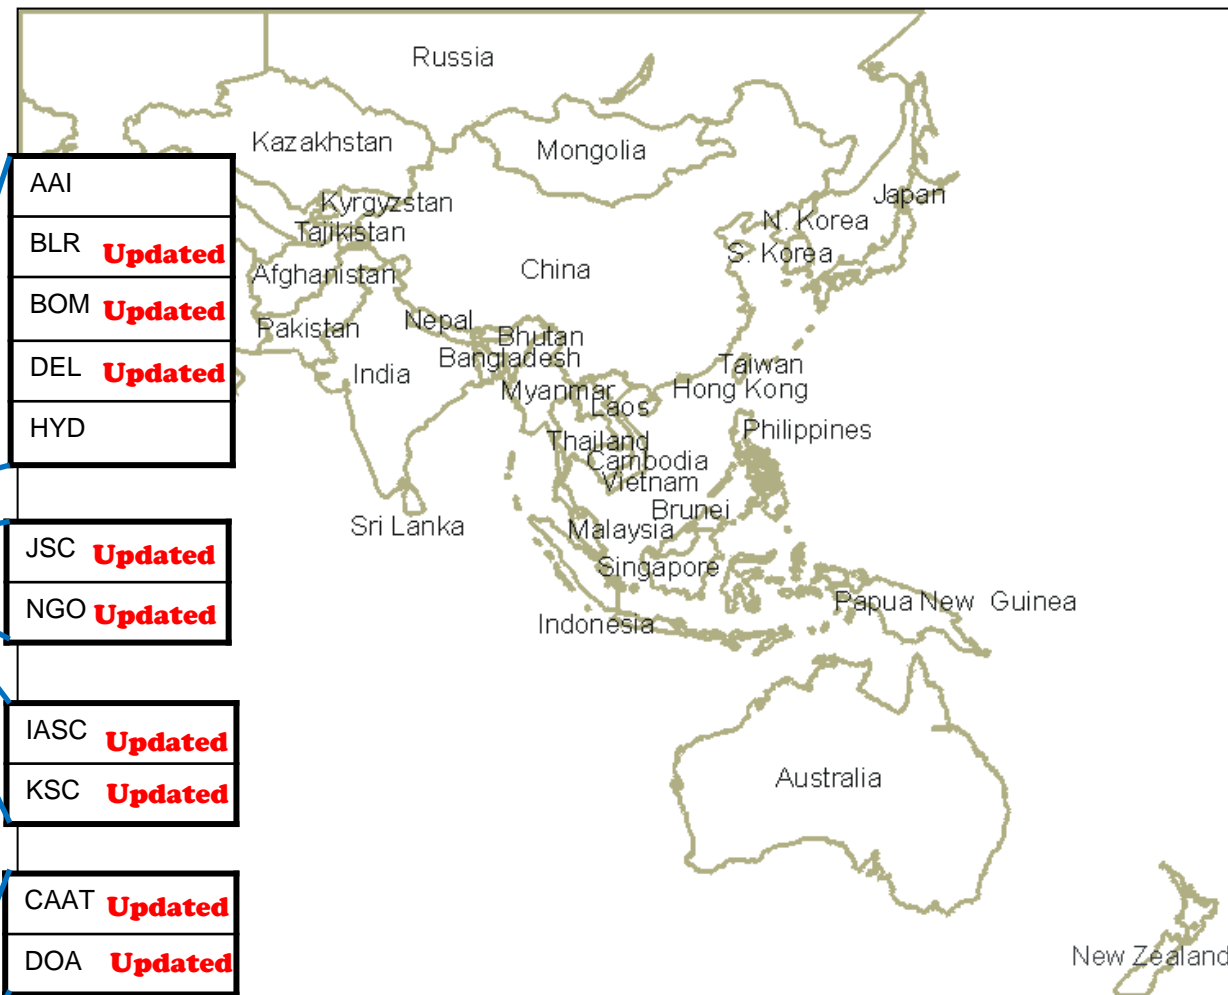 Russia
Kazakhstan
Mongolia
Kyrgyzstan
Tajikistan
Afghanistan
Pakistan
China
Japan
N. Korea
S. Korea
Nepal
Bhutan
Bangladesh
India
Myanmar
Laos
Taiwan
Hong Kong
Philippines
Thailand
Cambodia
Vietnam
Brunei
Sri Lanka
Malaysia
Singapore
Indonesia
Papua New Guinea
Australia
New Zealand
AAI
BLR Updated
BOM Updated
DEL Updated
HYD
JSC Updated
NGO Updated
IASC Updated
KSC Updated
CAAT Updated
DOA Updated